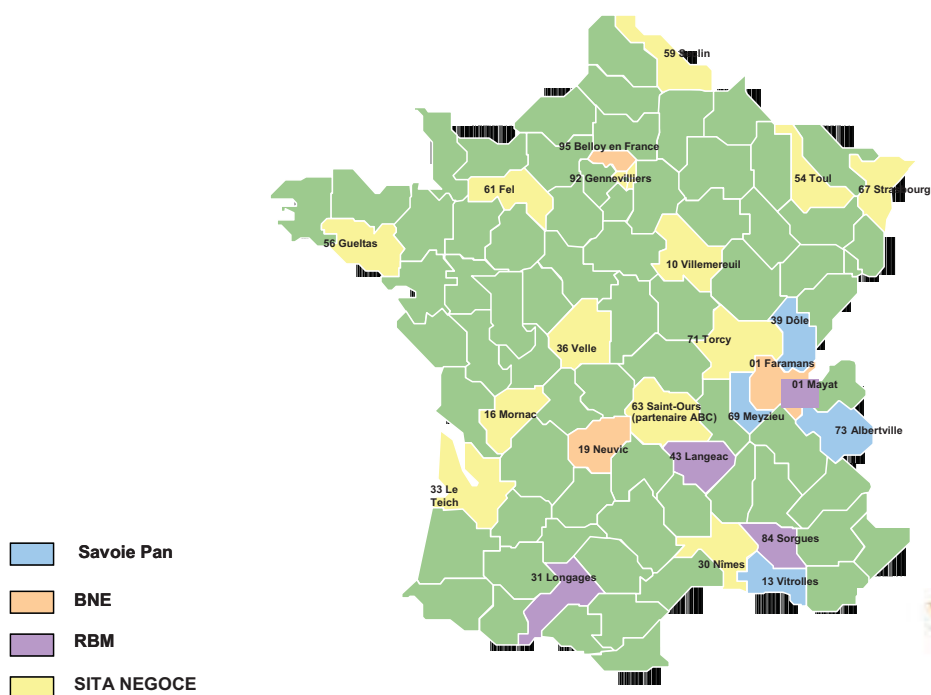 59 S
95 Belloy en France
92 Gennevilliers
54 Toul
67 Strasbourg
61 Fel
56 Gueltas
10 Villemereuil
39 Dôle
71 Torcy
36 Velle
01 Faramans
01 Mayat
63 Saint-Ours
(partenaire ABC)
16 Mornac
69 Meyzieu
73 Albertville
19 Neuvic
43 Langeac
33 Le
Teich
84 Sorgues
30 Nîmes
31 Longages
13 Vitrolles
Savoie Pan
BNE
RBM
SITA NEGOCE